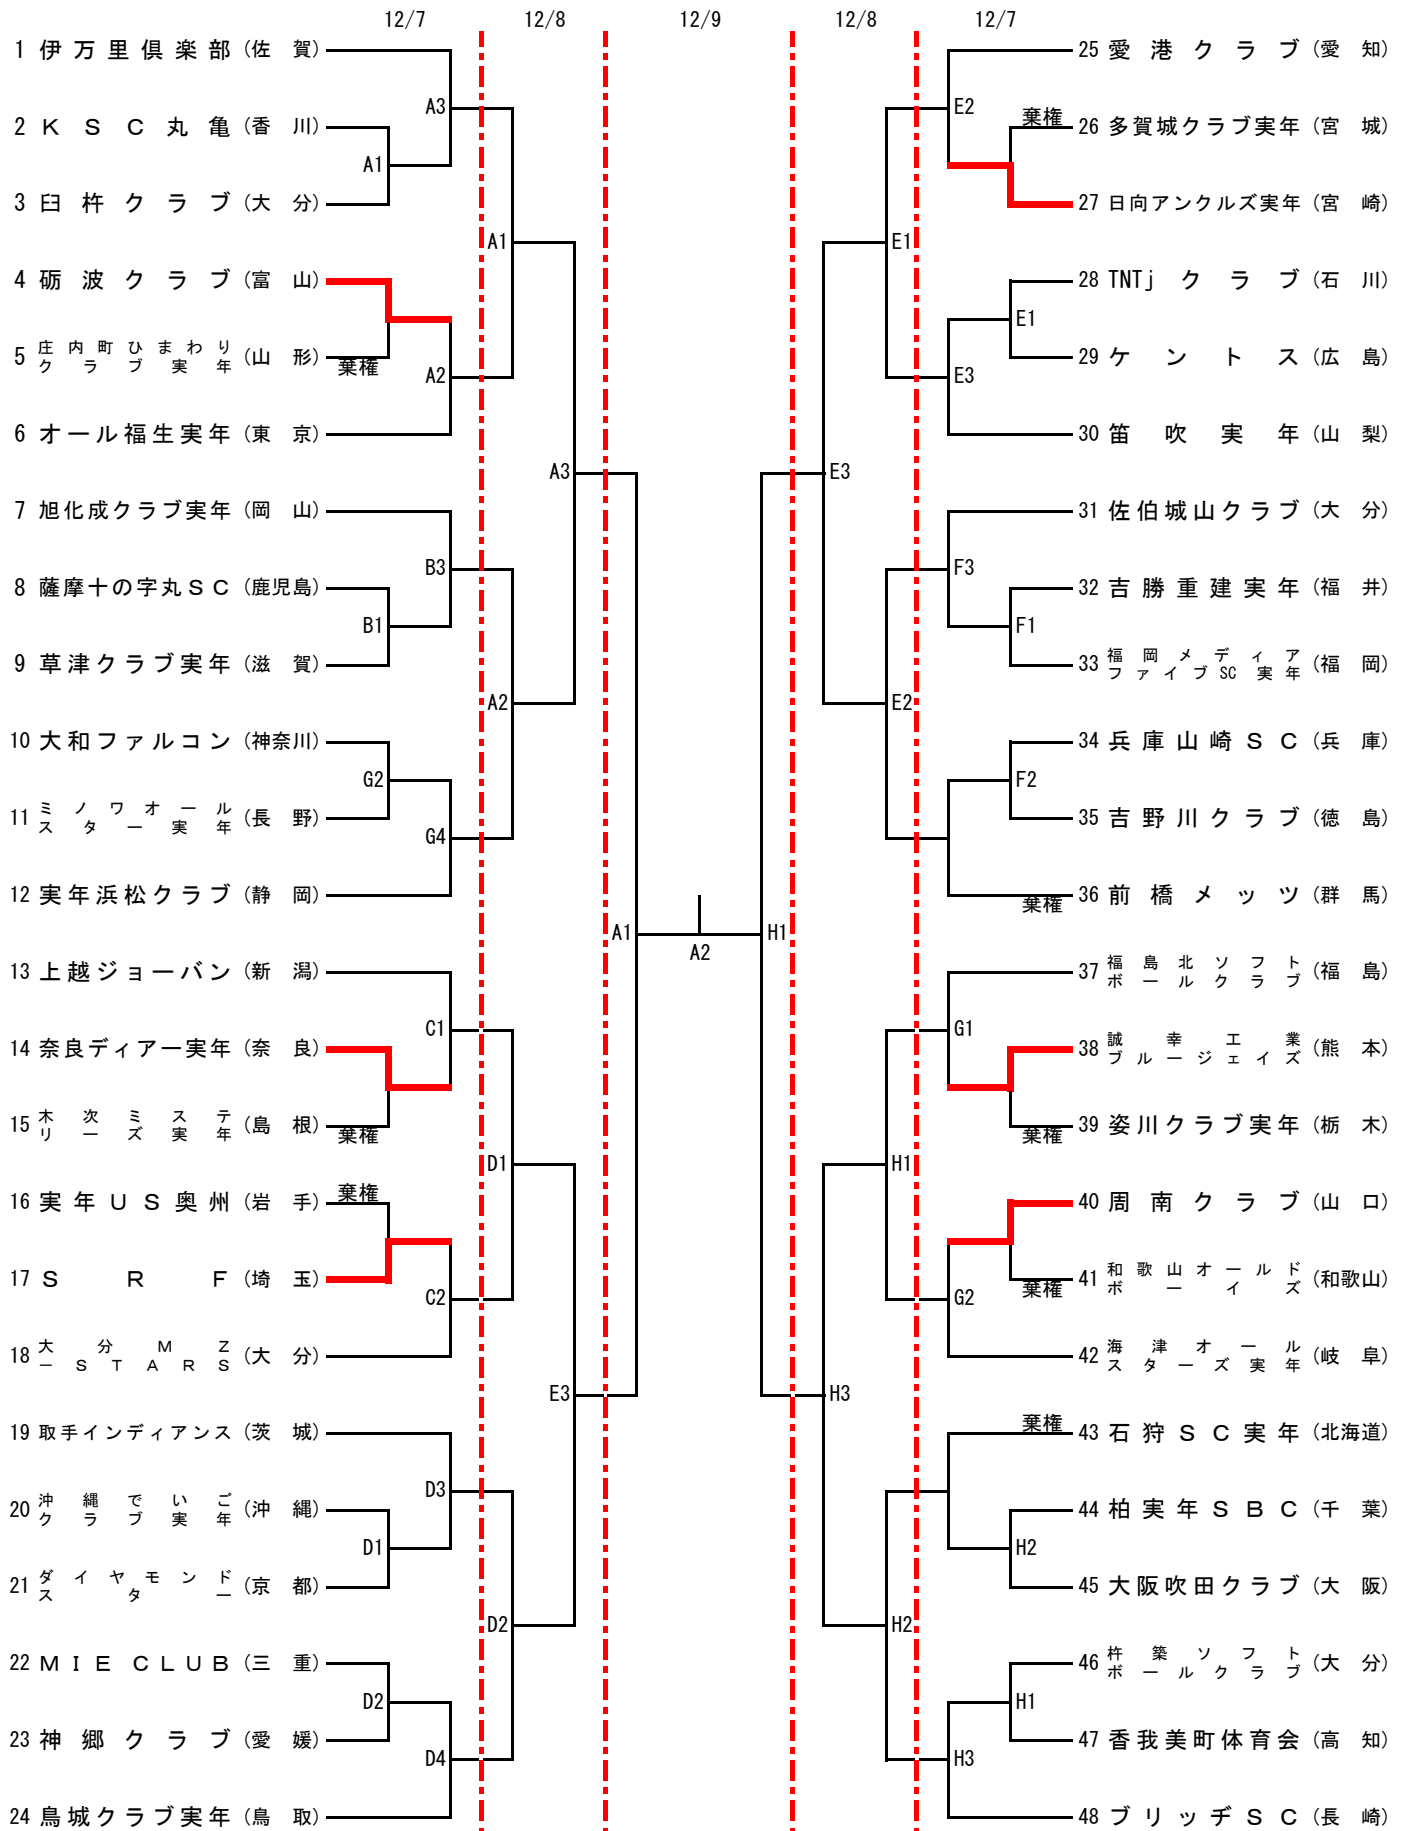 12/7 12/8 12/9 12/8 12/7
1 伊万里倶楽部 (佐 賀)
A3
2 KSC丸亀 (香 川)
A1
3 臼杵クラブ (大 分)
A1
4 砺波クラブ (富 山)
5 庄内町ひまわり
クラブ実年 (山 形)
棄権
A2
6 オール福生実年 (東 京)
A3
7 旭化成クラブ実年 (岡 山)
B3
8 薩摩十の字丸SC (鹿児島)
B1
9 草津クラブ実年 (滋 賀)
A2
10 大和ファルコン (神奈川)
G2
11 ミノワオール
スター実年 (長 野)
G4
12 実年浜松クラブ (静 岡)
A1
13 上越ジョーバン (新 潟)
C1
14 奈良ディアー実年 (奈 良)
15 木次ミステ
リーズ実年 (島 根)
棄権
D1
16 実年US奥州 (岩 手)
棄権
17 SRF (埼 玉)
C2
18 大分MZ
-STARS (大 分)
E3
19 取手インディアンス (茨 城)
D3
20 沖縄でいご
クラブ実年 (沖 縄)
D1
21 ダイヤモンド
スター (京 都)
D2
22 MIE CLUB (三 重)
D2
23 神郷クラブ (愛 媛)
D4
24 鳥城クラブ実年 (鳥 取)
A2
25 愛港クラブ (愛 知)
E2
棄権
26 多賀城クラブ実年 (宮 城)
27 日向アンクルズ実年 (宮 崎)
E1
28 TNTj クラブ (石 川)
E1
29 ケントス (広 島)
E3
30 笛吹実年 (山 梨)
E3
31 佐伯城山クラブ (大 分)
F3
32 吉勝重建実年 (福 井)
F1
33 福岡メディア
ファイブSC実年 (福 岡)
E2
34 兵庫山崎SC (兵 庫)
F2
35 吉野川クラブ (徳 島)
36 前橋メッツ (群 馬)
棄権
H1
37 福島北ソフト
ボールクラブ (福 島)
G1
38 誠幸工業
ブルージェイズ (熊 本)
39 姿川クラブ実年 (栃 木)
棄権
H1
40 周南クラブ (山 口)
41 和歌山オールド
ボーイズ (和歌山)
棄権
G2
42 海津オール
スターズ実年 (岐 阜)
H3
棄権
43 石狩SC実年 (北海道)
44 柏実年SBC (千 葉)
H2
45 大阪吹田クラブ (大 阪)
H2
46 杵築ソフト
ボールクラブ (大 分)
H1
47 香我美町体育会 (高 知)
H3
48 ブリッヂSC (長 崎)